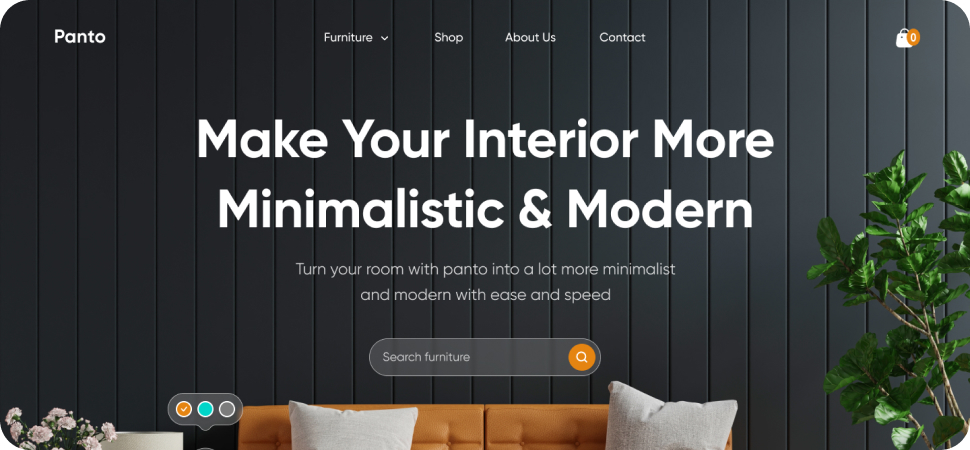 Panto
Furniture
Shop
About Us
Contact
0
Make Your Interior More
Minimalistic & Modern
Turn your room with panto into a lot more minimalist
and modern with ease and speed
Search furniture